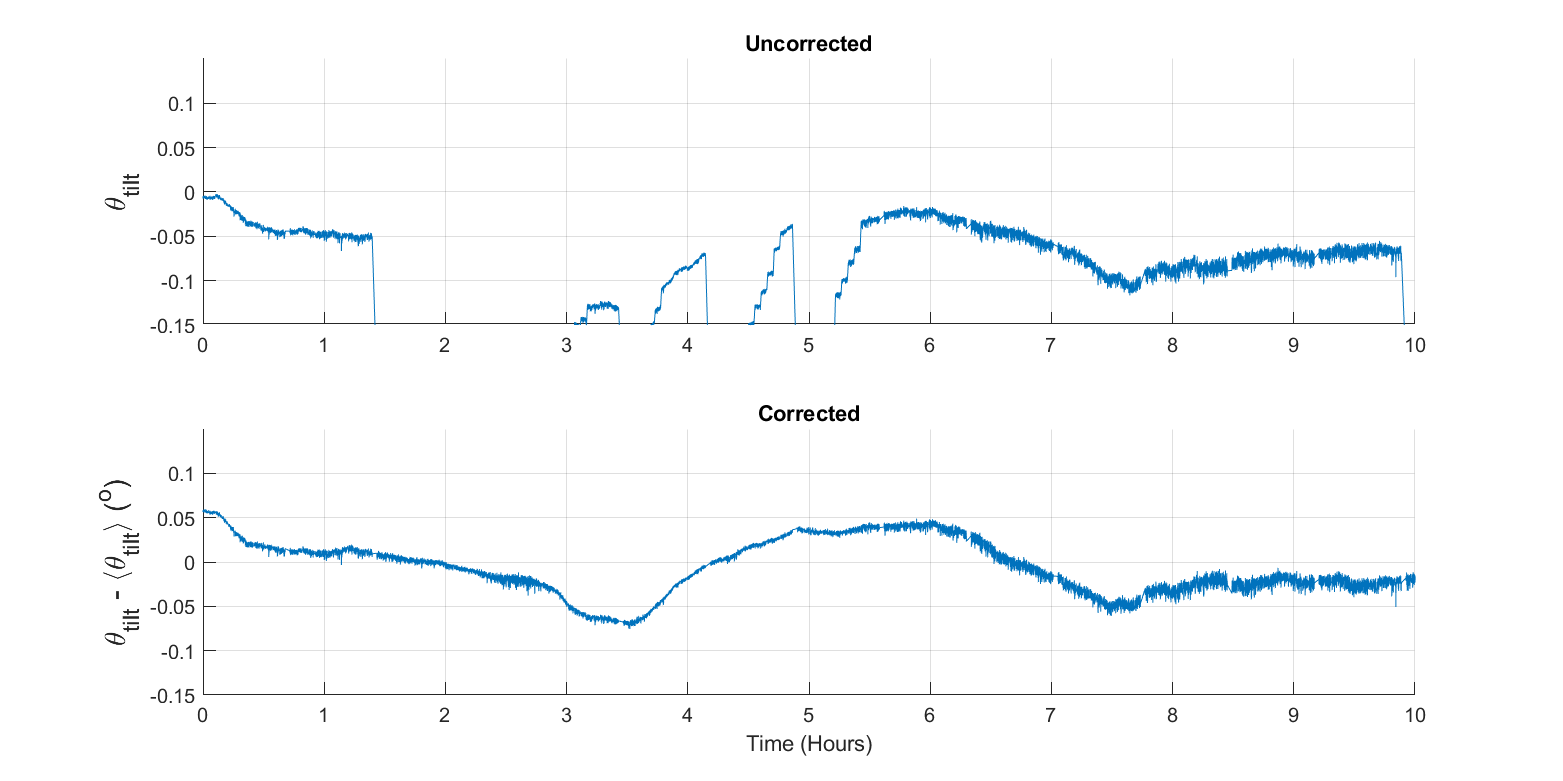 Uncorrected
θtilt
0.1
0.05
0
-0.05
-0.1
-0.15
0 1 2 3 4 5 6 7 8 9 10
Corrected
θtilt - ⟨θtilt⟩ (o)
0.1
0.05
0
-0.05
-0.1
-0.15
0 1 2 3 4 5 6 7 8 9 10
Time (Hours)